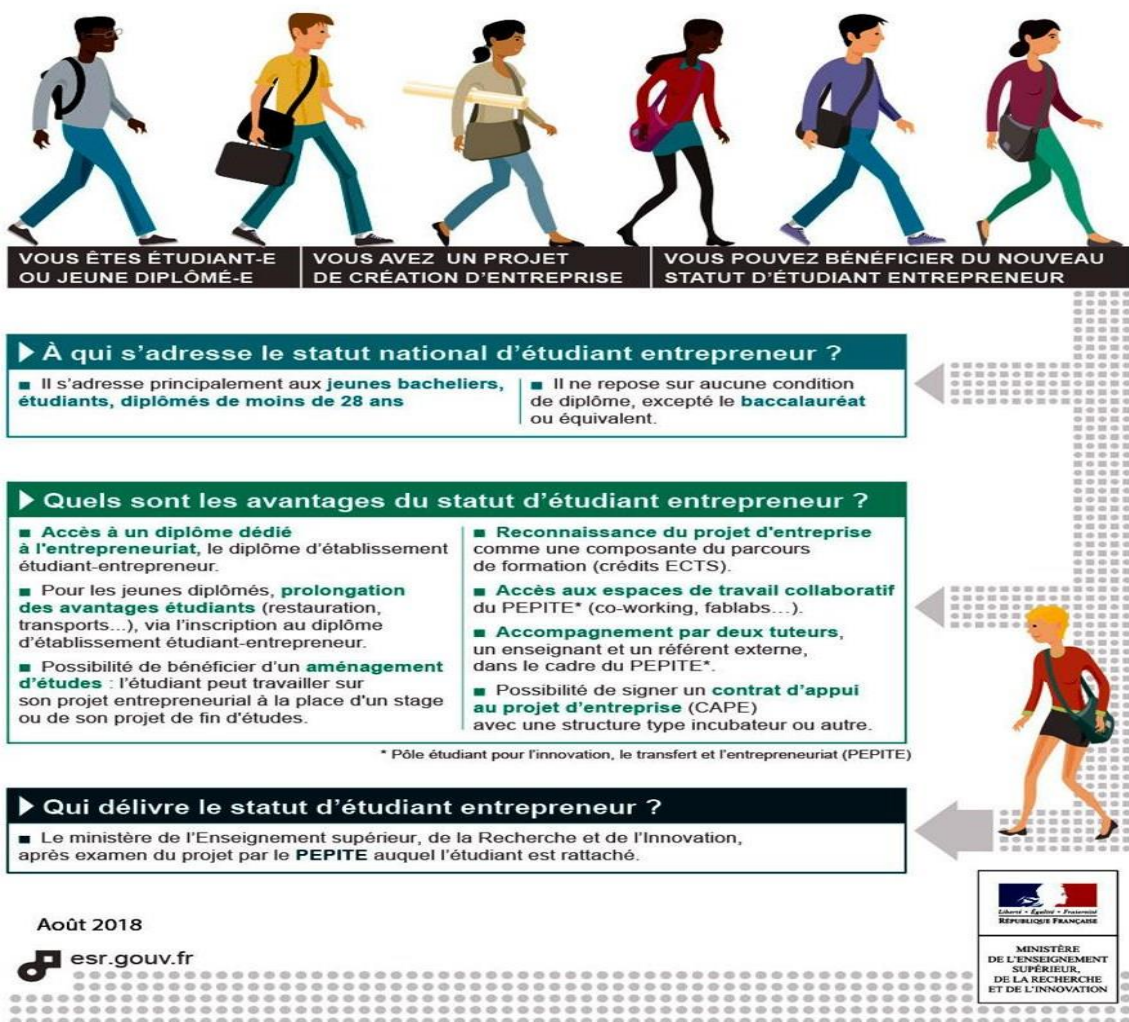 VOUS ÊTES ÉTUDIANT-E
OU JEUNE DIPLÔMÉ-E
VOUS AVEZ UN PROJET
DE CRÉATION D'ENTREPRISE
VOUS POUVEZ BÉNÉFICIER DU NOUVEAU
STATUT D'ÉTUDIANT ENTREPRENEUR
À qui s'adresse le statut national d'étudiant entrepreneur ?
Il s'adresse principalement aux jeunes bacheliers,
étudiants, diplômés de moins de 28 ans
Il ne repose sur aucune condition
de diplôme, excepté le baccalauréat
ou équivalent.
Quels sont les avantages du statut d'étudiant entrepreneur ?
Accès à un diplôme dédié
à l'entrepreneuriat, le diplôme d'établissement
étudiant-entrepreneur.
Pour les jeunes diplômés, prolongation
des avantages étudiants (restauration,
transports...), via l'inscription au diplôme
d'établissement étudiant-entrepreneur.
Possibilité de bénéficier d'un aménagement
d'études : l'étudiant peut travailler sur
son projet entrepreneurial à la place d'un stage
ou de son projet de fin d'études.
Reconnaissance du projet d'entreprise
comme une composante du parcours
de formation (crédits ECTS).
Accès aux espaces de travail collaboratif
du PEPITE* (co-working, fablabs...).
Accompagnement par deux tuteurs,
un enseignant et un référent externe,
dans le cadre du PEPITE*.
Possibilité de signer un contrat d'appui
au projet d'entreprise (CAPE)
avec une structure type incubateur ou autre.
* Pôle étudiant pour l'innovation, le transfert et l'entrepreneuriat (PEPITE)
Qui délivre le statut d'étudiant entrepreneur ?
Le ministère de l'Enseignement supérieur, de la Recherche et de l'Innovation,
après examen du projet par le PEPITE auquel l'étudiant est rattaché.
Août 2018
esr.gouv.fr
Liberté • Égalité • Fraternité
RÉPUBLIQUE FRANÇAISE
MINISTÈRE
DE L'ENSEIGNEMENT
SUPÉRIEUR,
DE LA RECHERCHE
ET DE L'INNOVATION